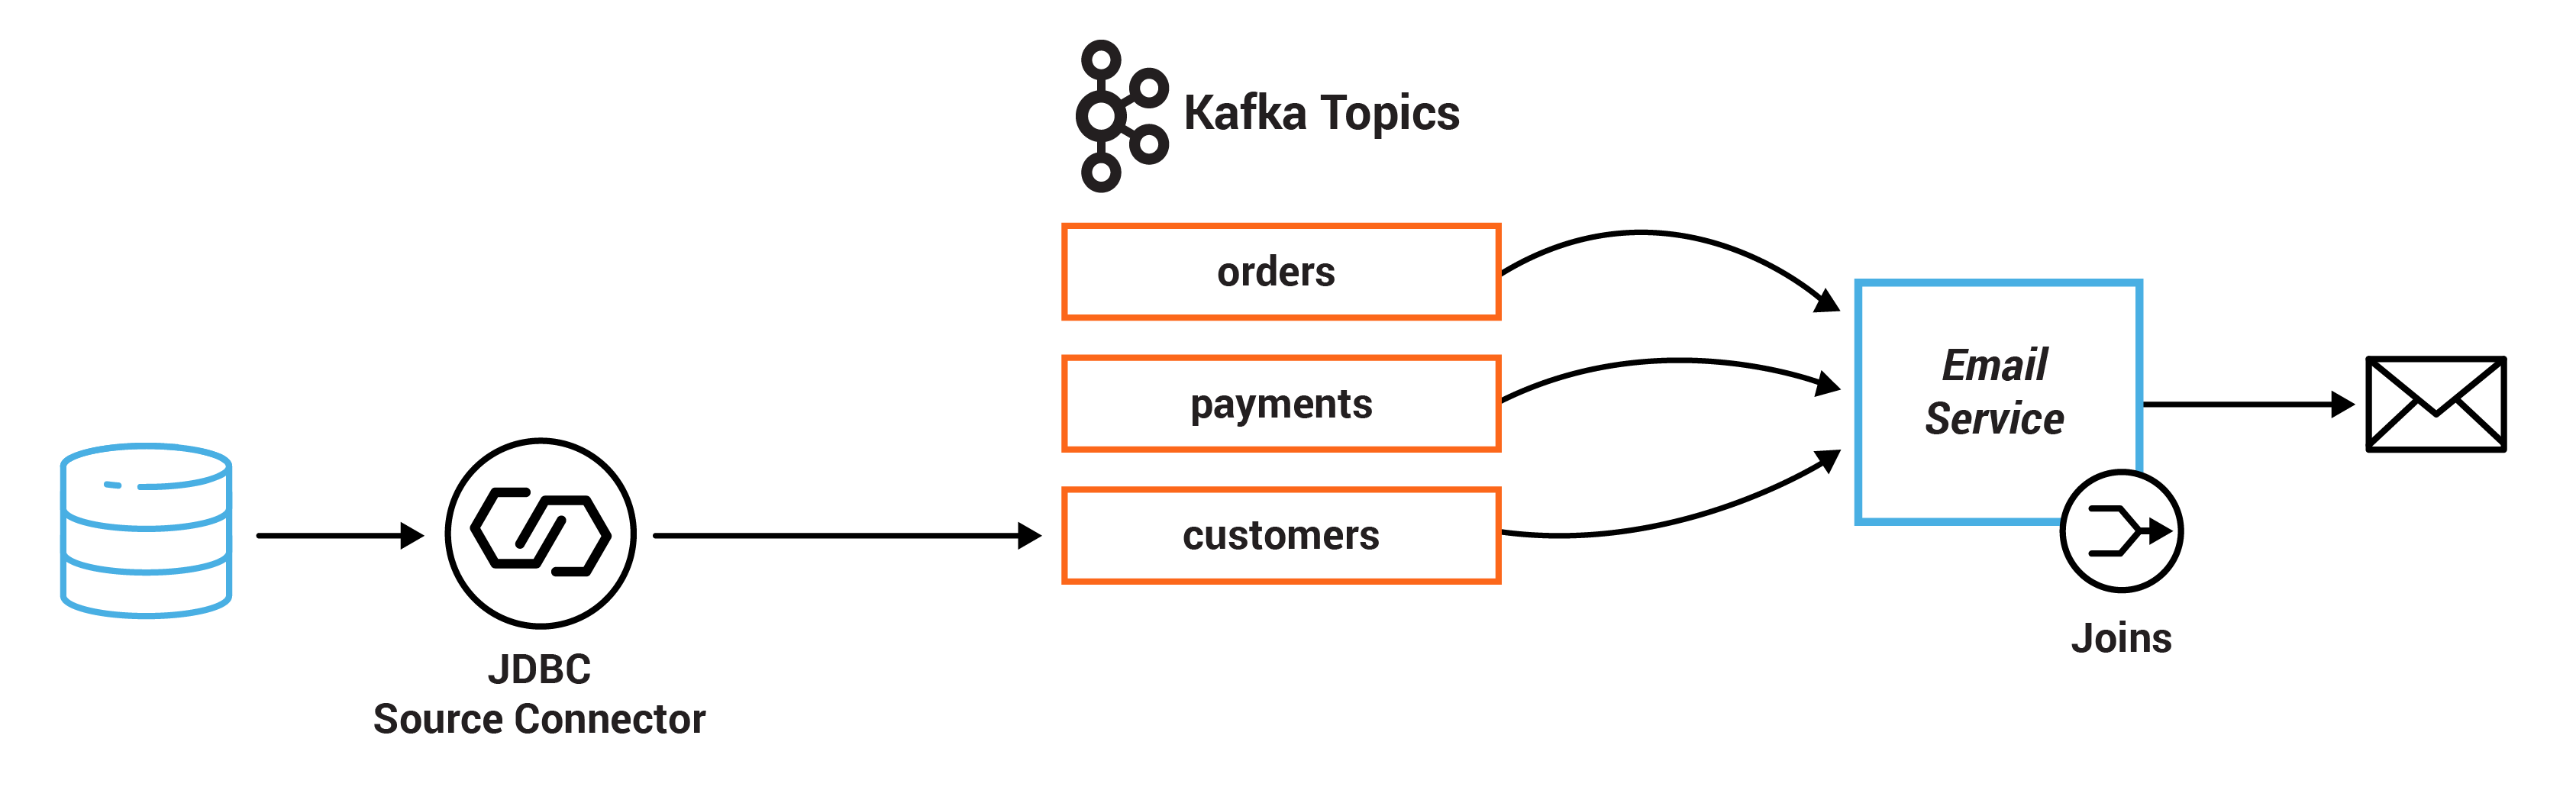 Kafka Topics
orders
payments
customers
Email
Service
Joins
JDBC
Source Connector